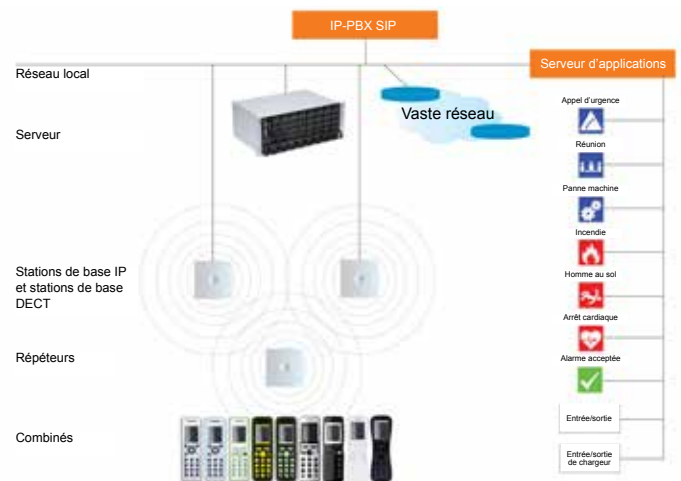 IP-PBX SIP
Serveur d'applications
Réseau local
Vaste réseau
Serveur
Appel d'urgence
Réunion
Panne machine
Incendie
Homme au sol
Arrêt cardiaque
Alarme acceptée
Stations de base IP
et stations de base
DECT
Répéteurs
Combinés
Entrée/sortie
Entrée/sortie
de chargeur